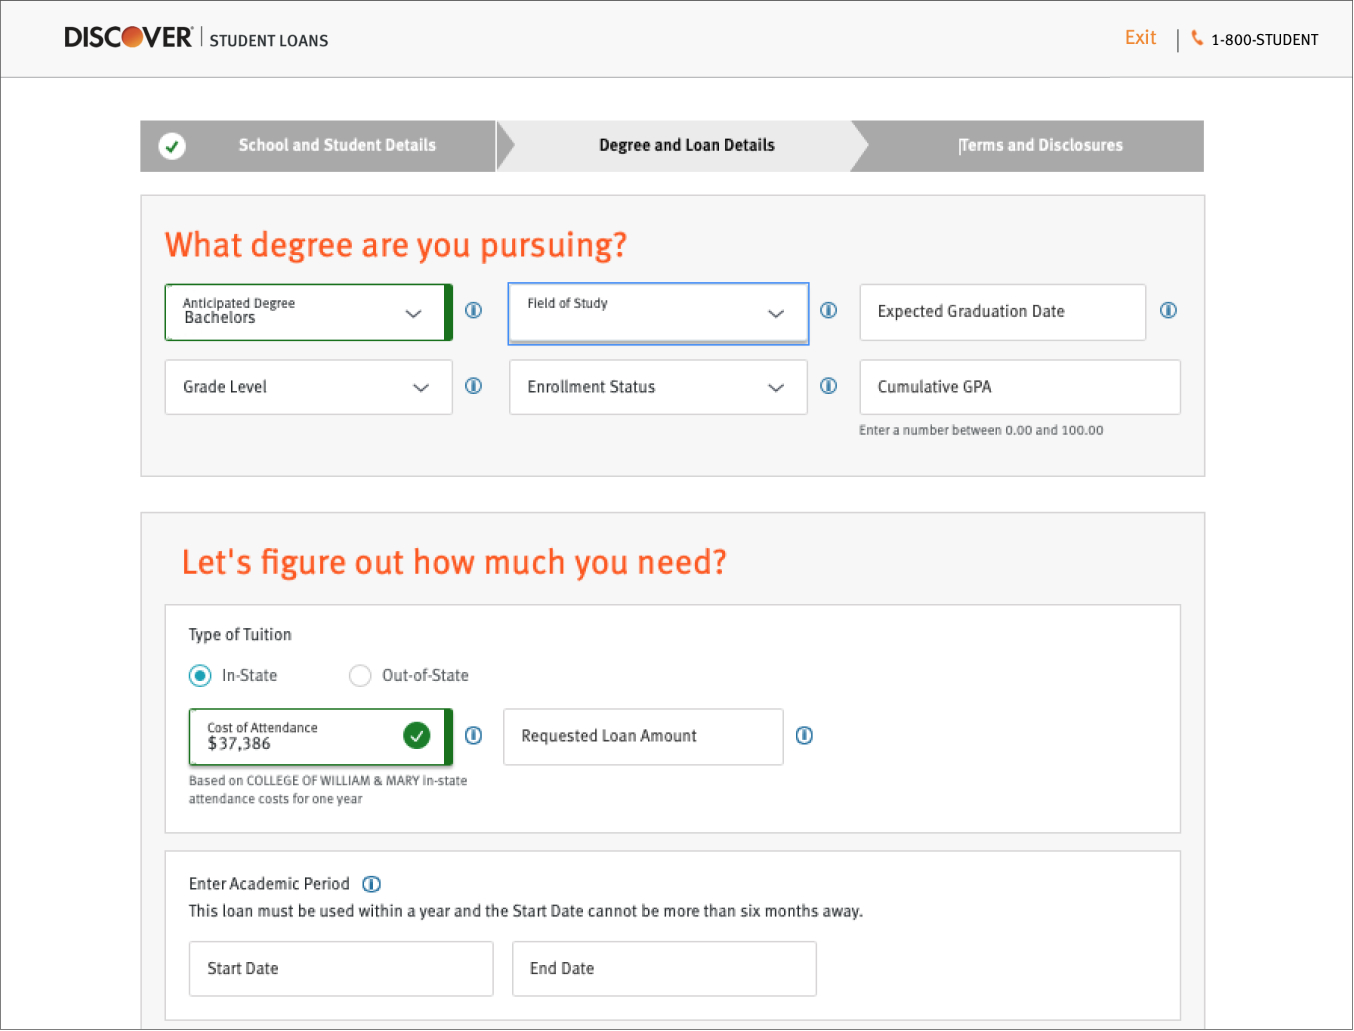 DISCOVER STUDENT LOANS
Exit
1-800-STUDENT
School and Student Details
Degree and Loan Details
Terms and Disclosures
What degree are you pursuing?
Anticipated Degree
Bachelors
Field of Study
Expected Graduation Date
Grade Level
Enrollment Status
Cumulative GPA
Enter a number between 0.00 and 100.00
Let's figure out how much you need?
Type of Tuition
In-State
Out-of-State
Cost of Attendance
$37,386
Requested Loan Amount
Based on COLLEGE OF WILLIAM & MARY in-state
attendance costs for one year
Enter Academic Period
This loan must be used within a year and the Start Date cannot be more than six months away.
Start Date
End Date